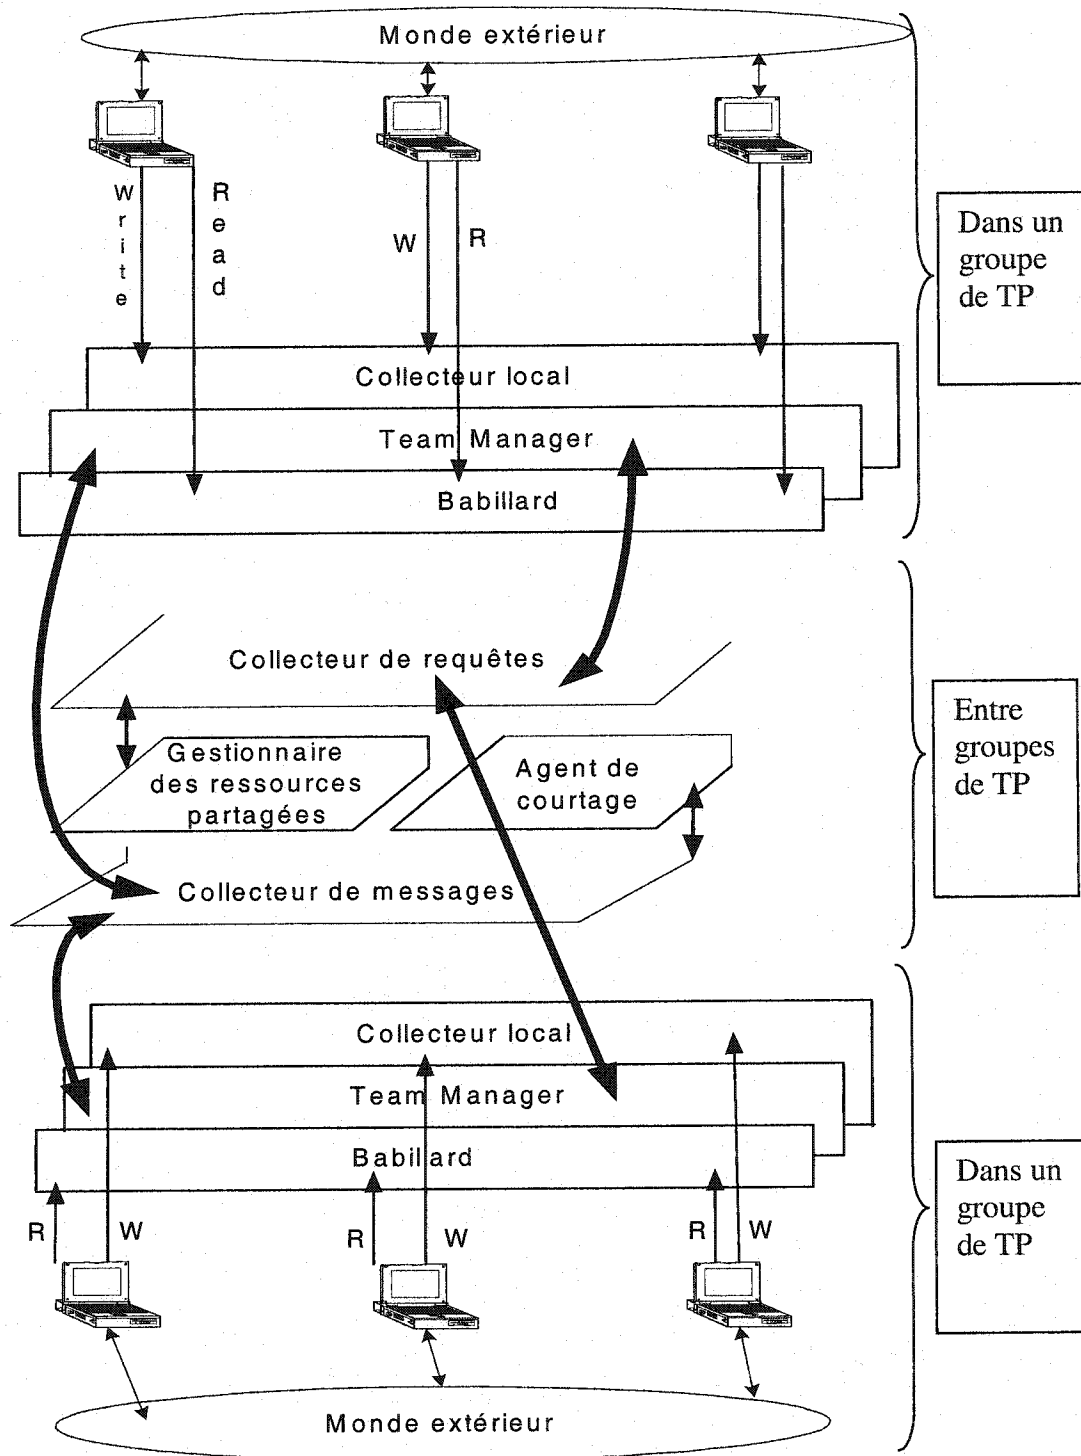 Monde extérieur
Write
Read
W
R
Dans un
groupe
de TP
Collecteur local
Team Manager
Babillard
Collecteur de requêtes
Gestionnaire
des ressources
partagées
Agent de
courtage
Entre
groupes
de TP
Collecteur de messages
Collecteur local
Team Manager
Babillard
R
W
R
W
R
W
Dans un
groupe
de TP
Monde extérieur